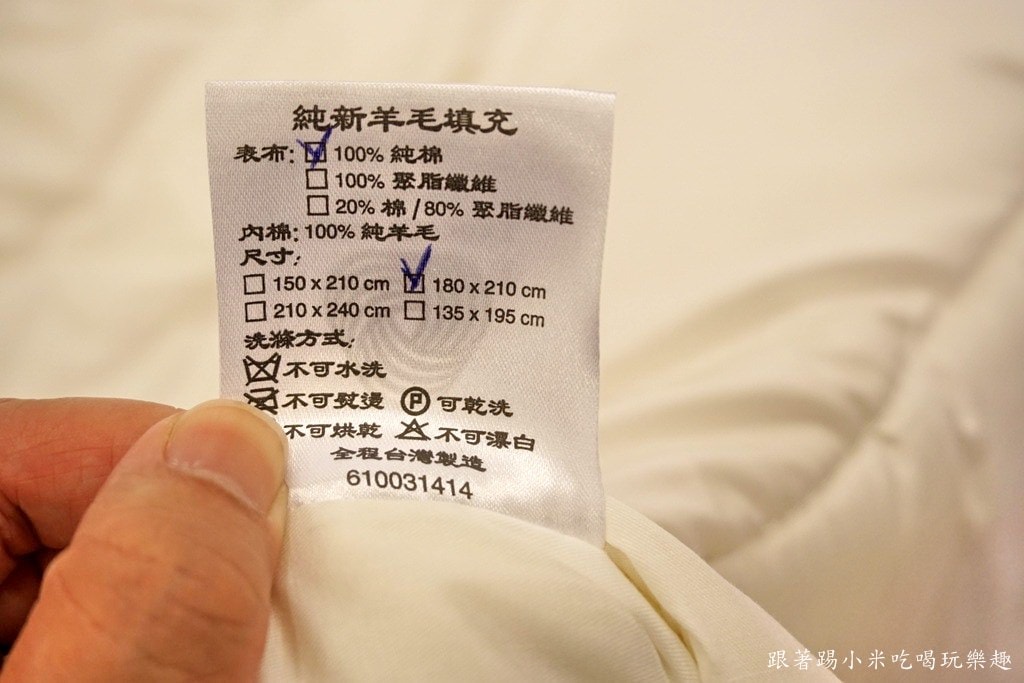 純新羊毛填充
表布: 100% 純棉
100% 聚脂纖維
20% 棉 / 80% 聚脂纖維
內棉: 100% 純羊毛
尺寸:
150 x 210 cm 180 x 210 cm
210 x 240 cm 135 x 195 cm
洗滌方式:
不可水洗
不可熨燙 P 可乾洗
不可烘乾 不可漂白
全程台灣製造
610031414
跟著踢小米吃喝玩樂趣